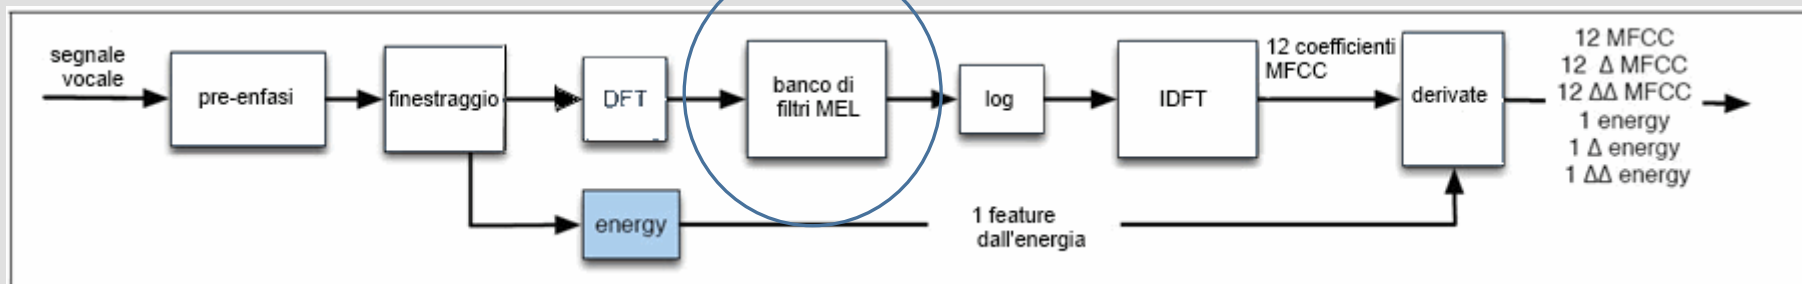 segnale
vocale
pre-enfasi
finestraggio
DFT
banco di
filtri MEL
log
IDFT
12 coefficienti
MFCC
derivate
12 MFCC
12 Δ MFCC
12 ΔΔ MFCC
1 energy
1 Δ energy
1 ΔΔ energy
energy
1 feature
dall'energia